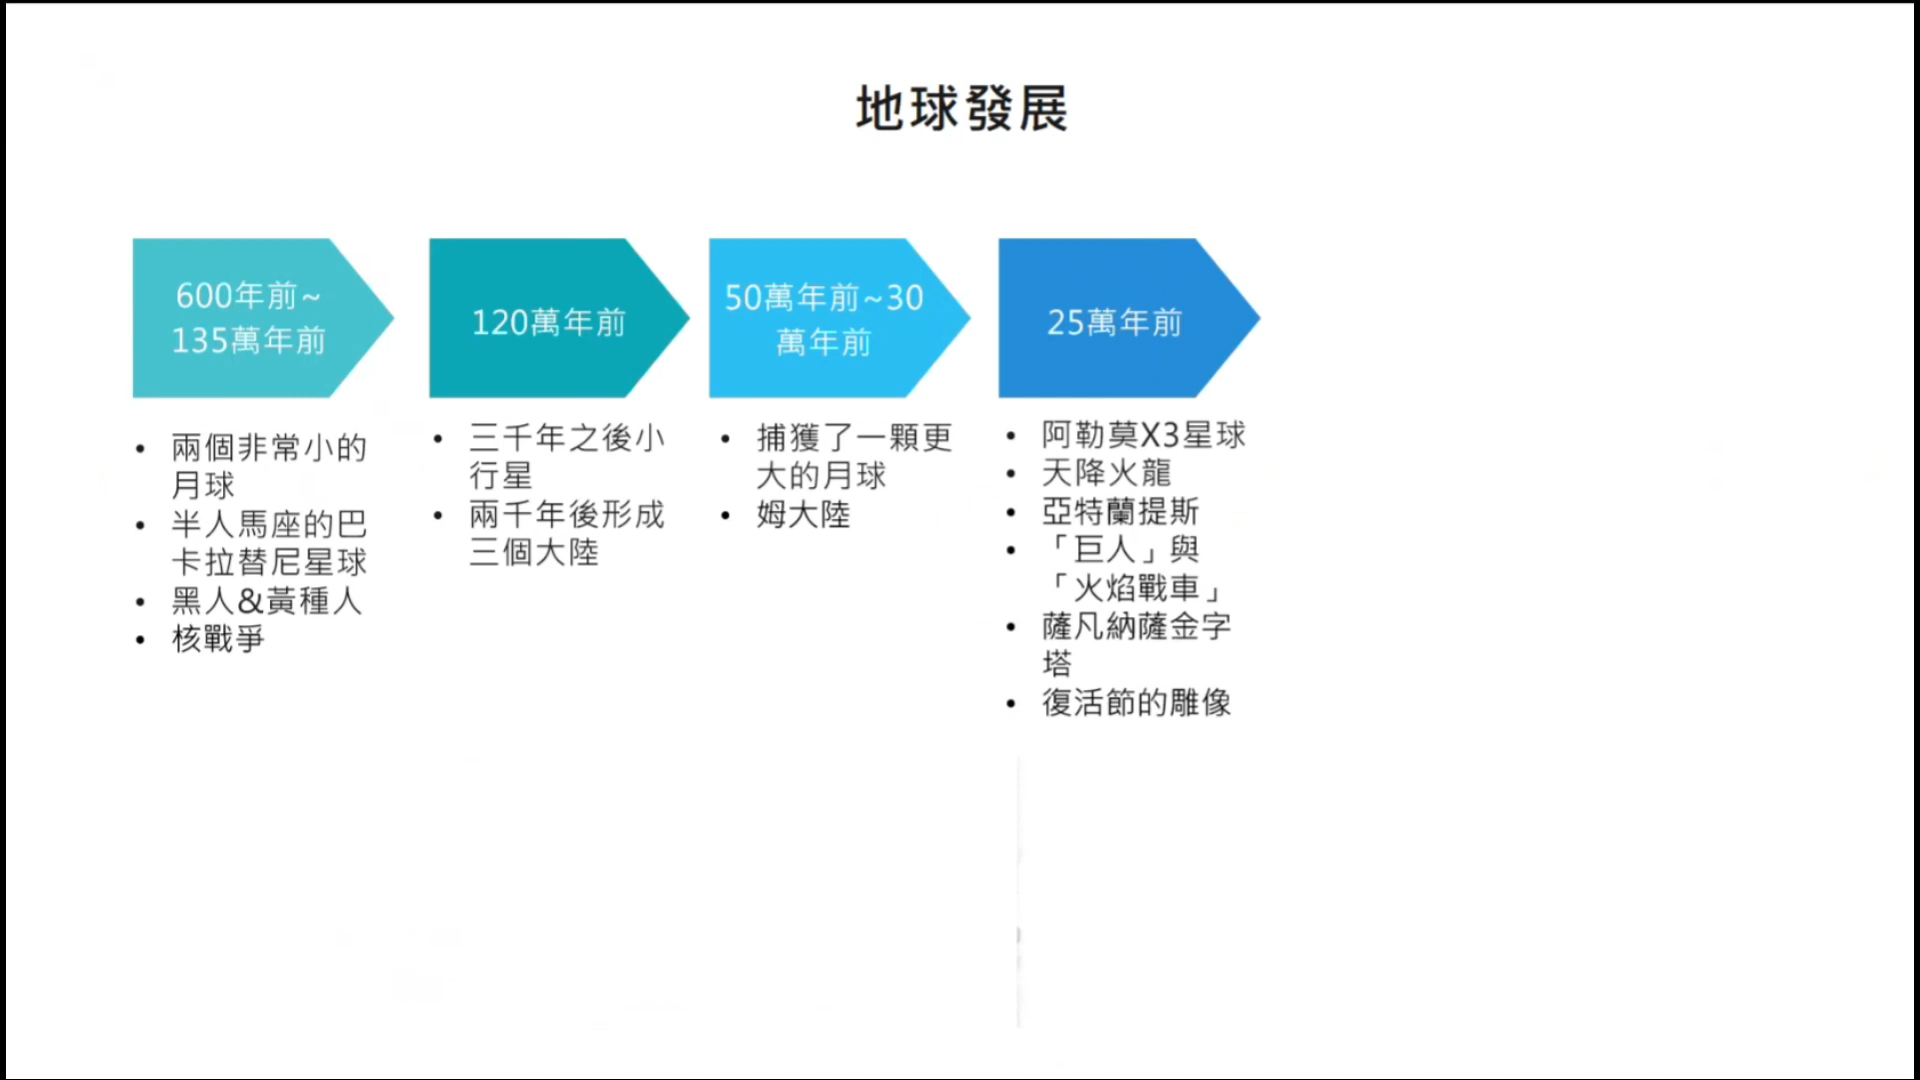 地球發展
600年前~
135萬年前
兩個非常小的
月球
半人馬座的巴
卡拉替尼星球
黑人&黃種人
核戰爭
120萬年前
三千年之後小
行星
兩千年後形成
三個大陸
50萬年前~30
萬年前
捕獲了一顆更
大的月球
姆大陸
25萬年前
阿勒莫X3星球
天降火龍
亞特蘭提斯
「巨人」與
「火焰戰車」
薩凡納薩金字
塔
復活節的雕像